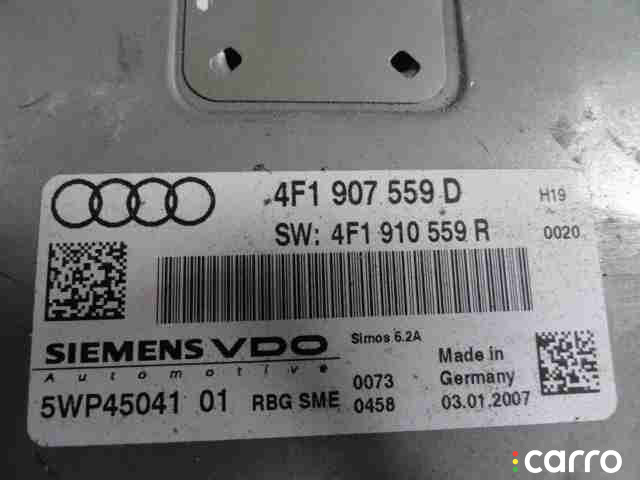 4F1 907 559 D H19
SW: 4F1 910 559 R 0020
SIEMENS VDO Simos 6.2A
Automotive
5WP45041 01 RBG SME
0073
0458
Made in
Germany
03.01.2007
carro